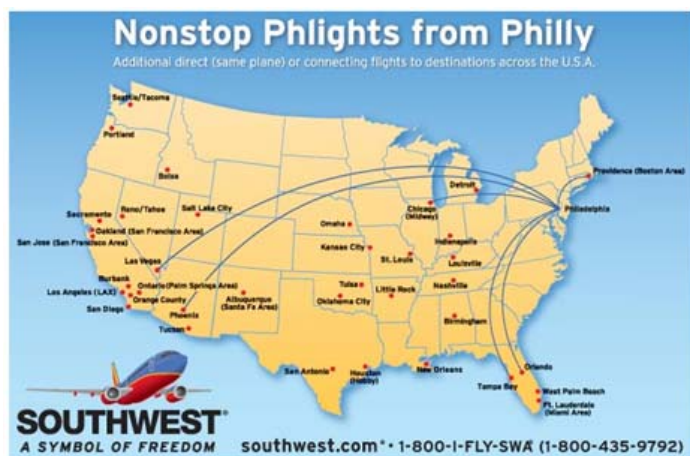 Nonstop Phlights from Philly
Additional direct (same plane) or connecting flights to destinations across the U.S.A.
Seattle/Tacoma
Portland
Boise
Providence (Boston Area)
Detroit
Chicago
(Midway)
Philadelphia
Reno/Tahoe
Salt Lake City
Sacramento
Oakland (San Francisco Area)
San Jose (San Francisco Area)
Omaha
Indianapolis
Kansas City
St. Louis
Louisville
Las Vegas
Burbank
Ontario (Palm Springs Area)
Los Angeles (LAX)
Orange County
San Diego
Phoenix
Tucson
Albuquerque
(Santa Fe Area)
Tulsa
Oklahoma City
Little Rock
Nashville
Birmingham
San Antonio
Houston
(Hobby)
New Orleans
Orlando
Tampa Bay
West Palm Beach
Ft. Lauderdale
(Miami Area)
SOUTHWEST®
A SYMBOL OF FREEDOM
southwest.com® • 1-800-I-FLY-SWA (1-800-435-9792)